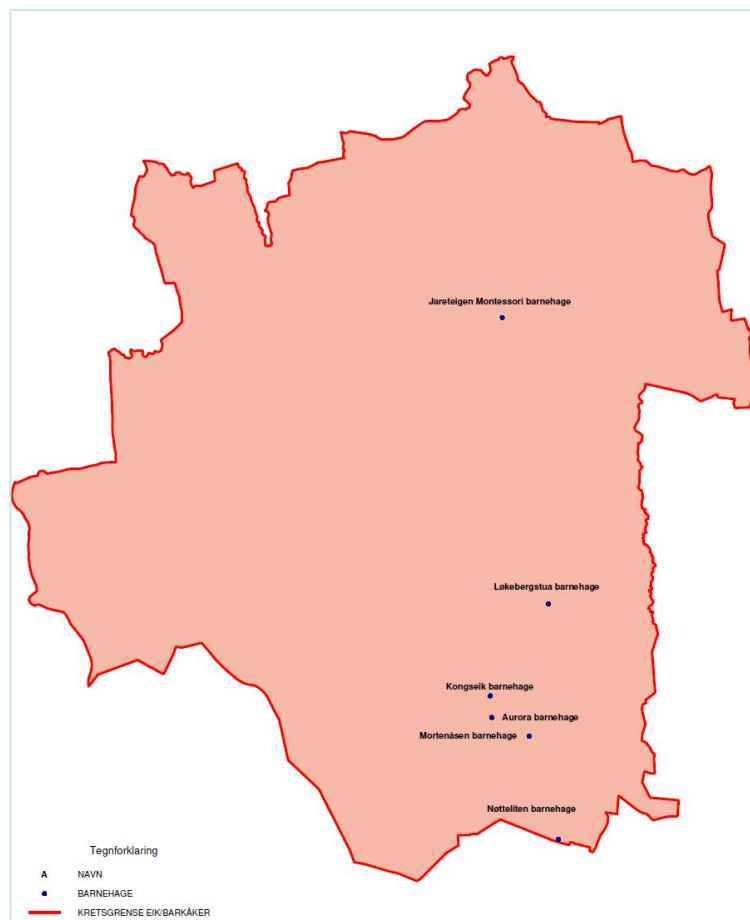 Jareteigen Montessori barnehage
Løkebergstua barnehage
Kongseik barnehage
Aurora barnehage
Mortenåsen barnehage
Nøtteliten barnehage
Tegnforklaring
A NAVN
BARNEHAGE
KRETSGRENSE EIK/BARKÅKER